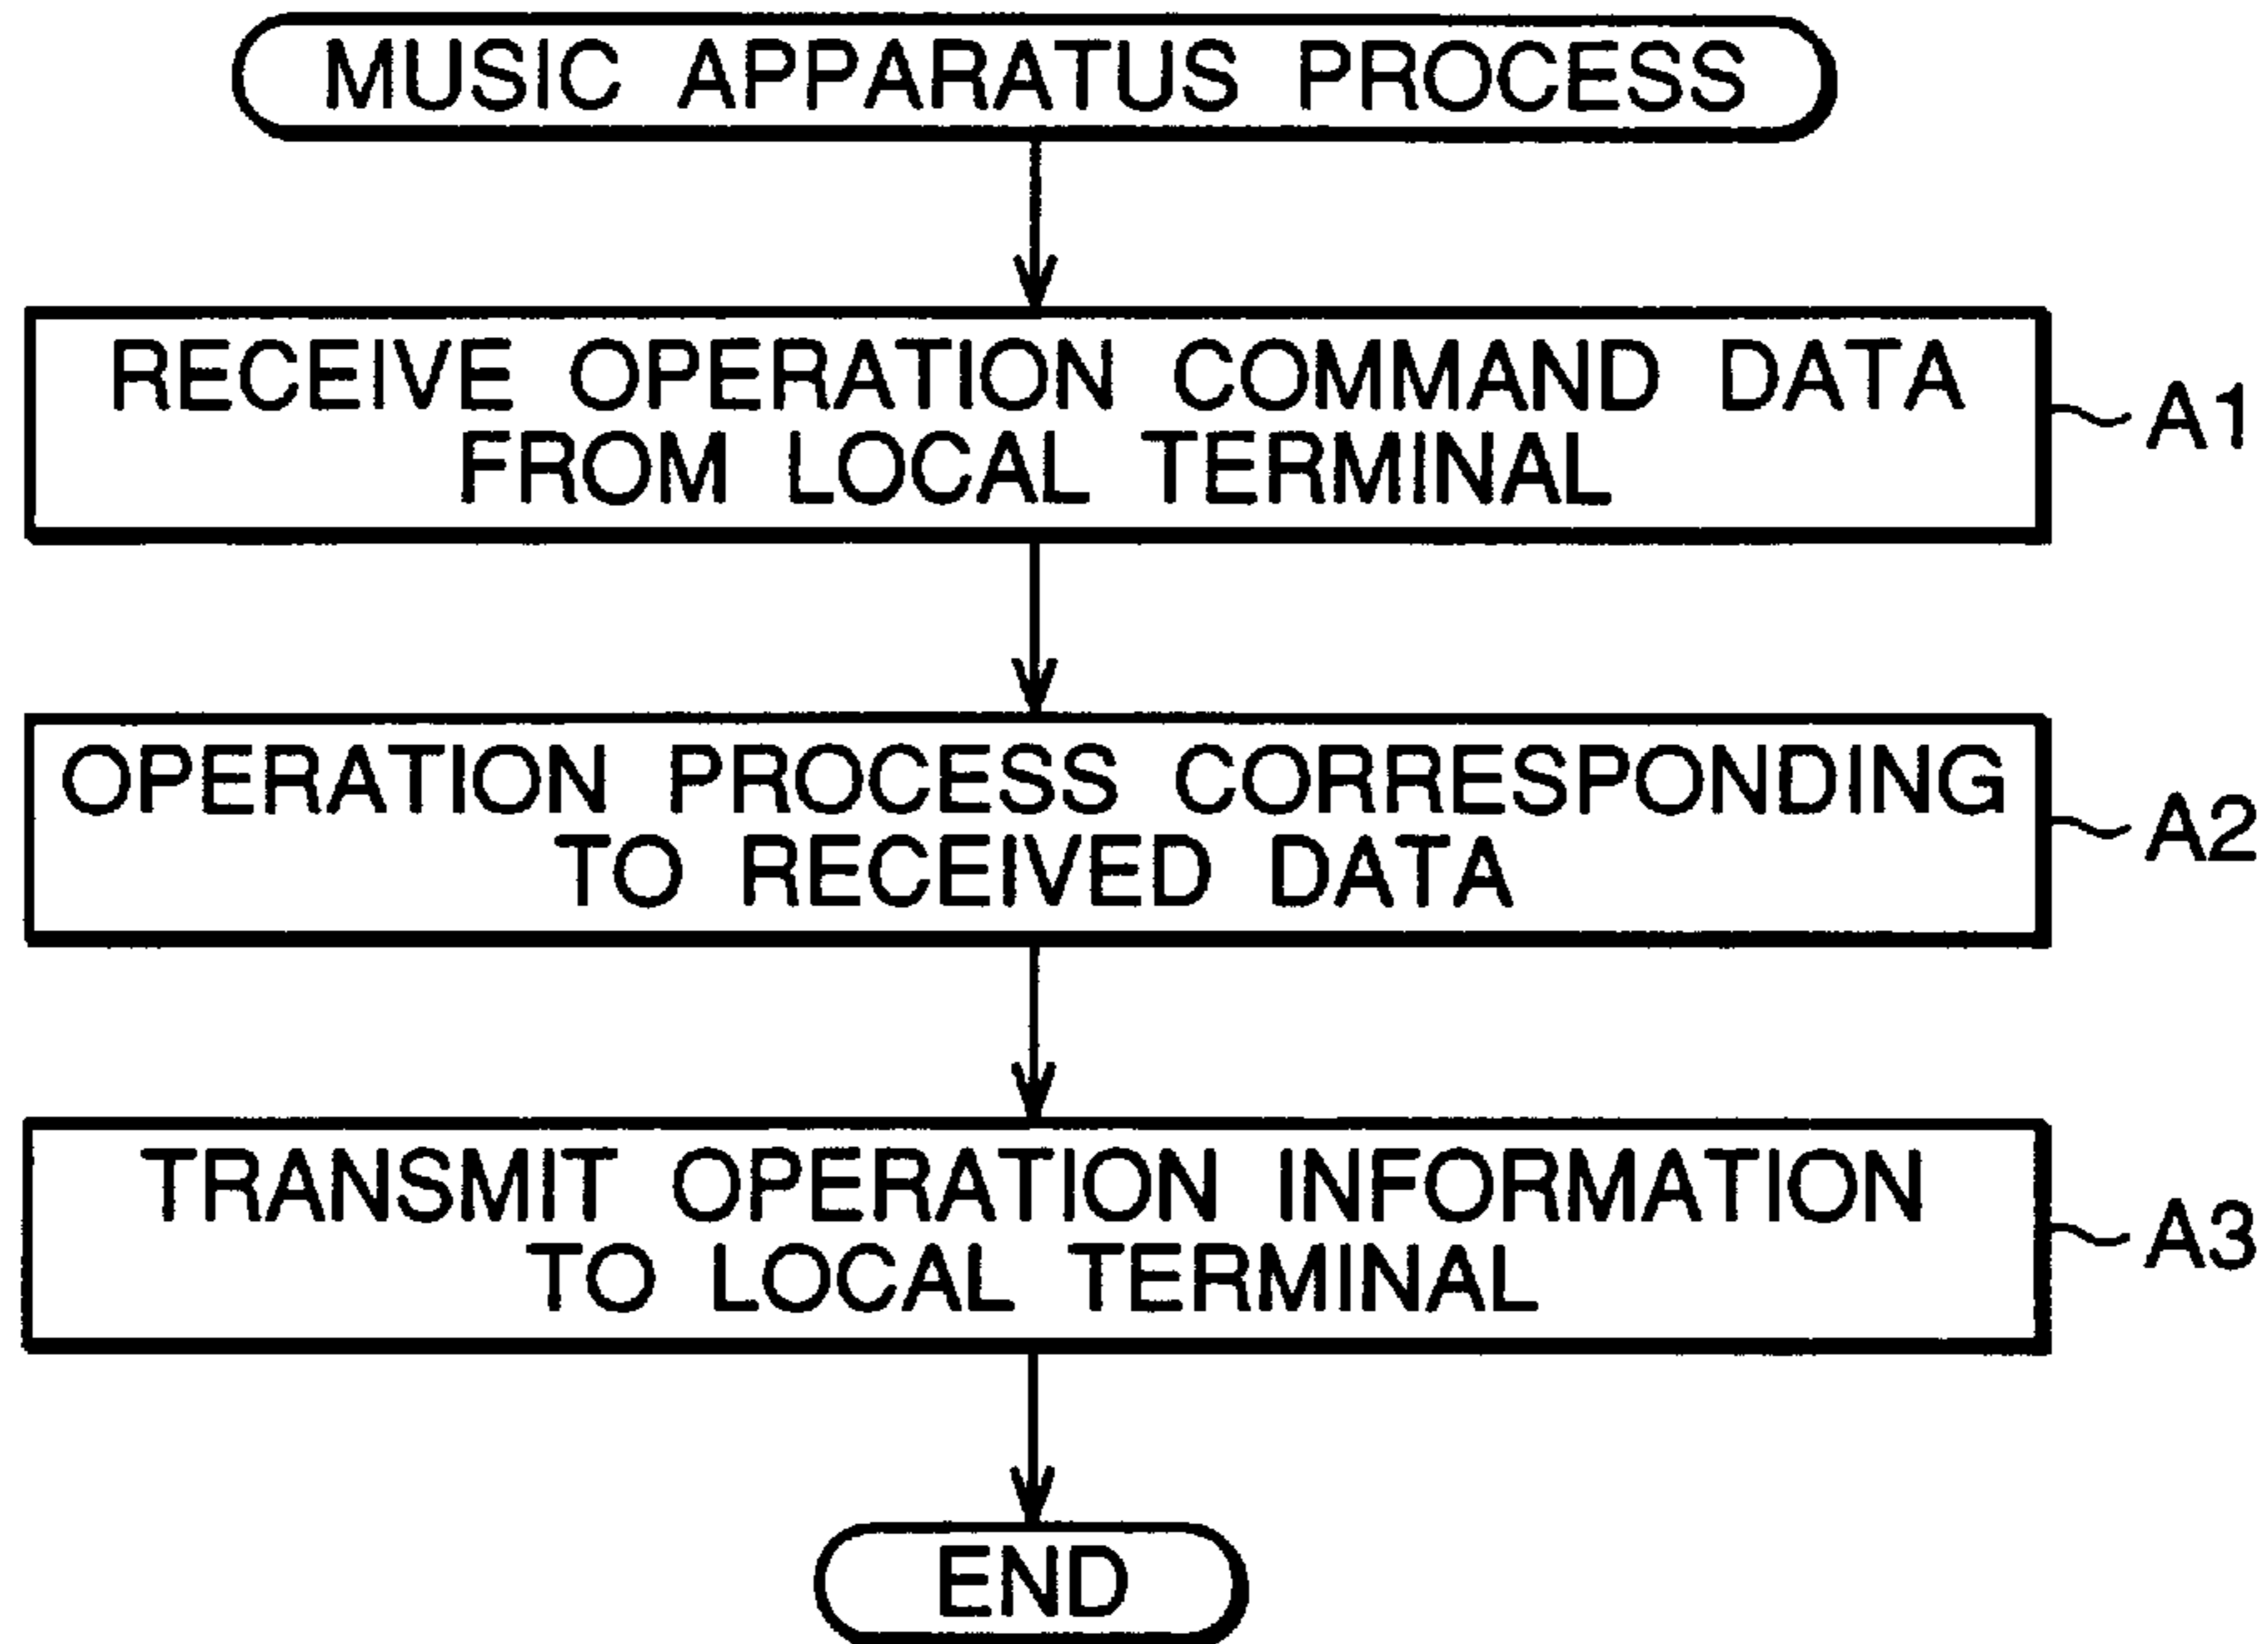 MUSIC APPARATUS PROCESS
RECEIVE OPERATION COMMAND DATA
FROM LOCAL TERMINAL
A1
OPERATION PROCESS CORRESPONDING
TO RECEIVED DATA
A2
TRANSMIT OPERATION INFORMATION
TO LOCAL TERMINAL
A3
END